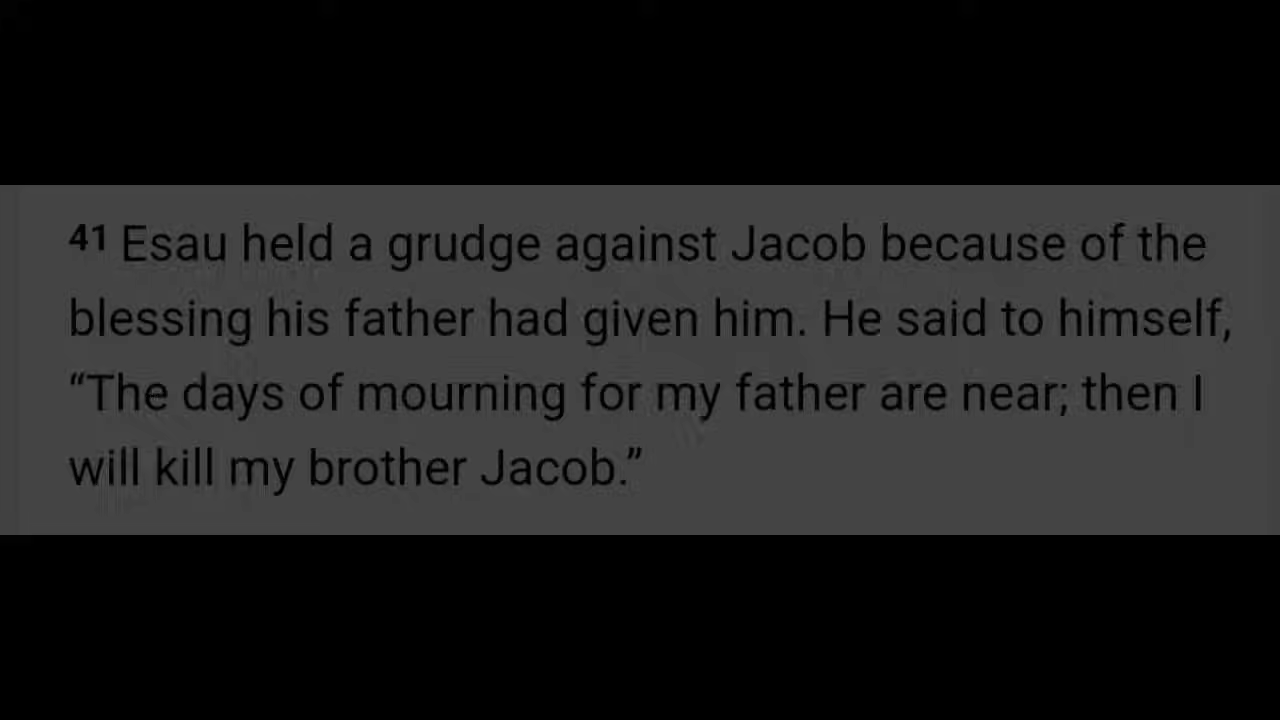 41 Esau held a grudge against Jacob because of the
blessing his father had given him. He said to himself,
“The days of mourning for my father are near; then I
will kill my brother Jacob.”